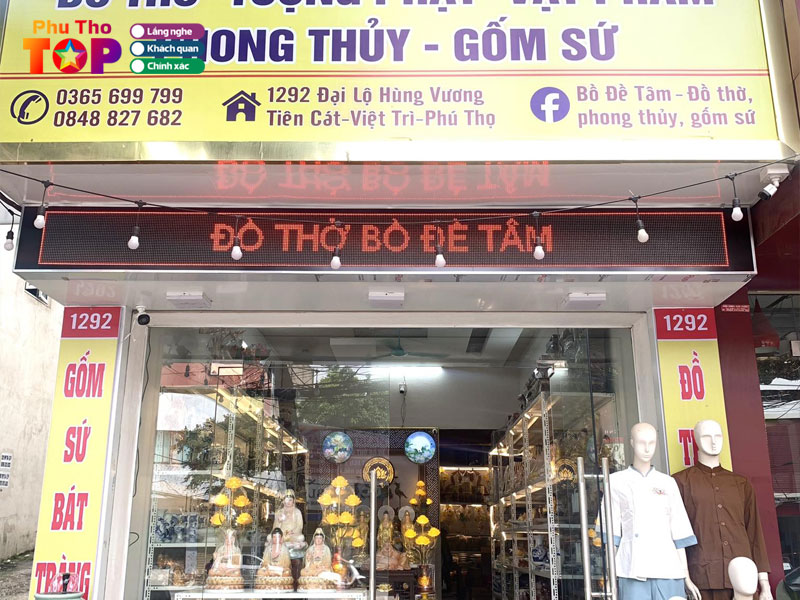 ĐỒ THỜ - TƯỢNG PHẬT - VẬT PHẨM
PHONG THỦY - GỐM SỨ
Phu Tho
TOP
Lắng nghe
Khách quan
Chính xác
0365 699 799
0848 827 682
1292 Đại Lộ Hùng Vương
Tiên Cát-Việt Trì-Phú Thọ
f
Bồ Đề Tâm - Đồ thờ,
phong thủy, gốm sứ
ĐỒ THỜ BỒ ĐỀ TÂM
1292
GỐM
SỨ
BÁT
TRÀNG
1292
ĐỒ